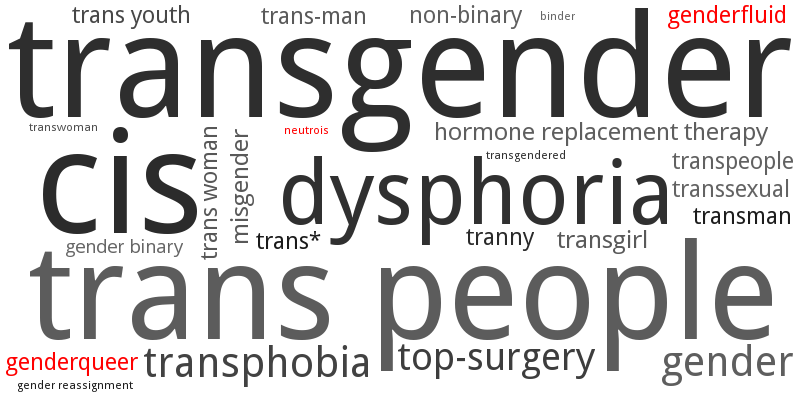 trans youth
trans-man
non-binary
binder
genderfluid
transgender
transwoman
neutrois
hormone replacement therapy
cis
trans woman
misgender
dysphoria
transgendered
transpeople
transsexual
transman
gender binary
trans*
tranny
transgirl
trans people
genderqueer
transphobia
top-surgery
gender
gender reassignment